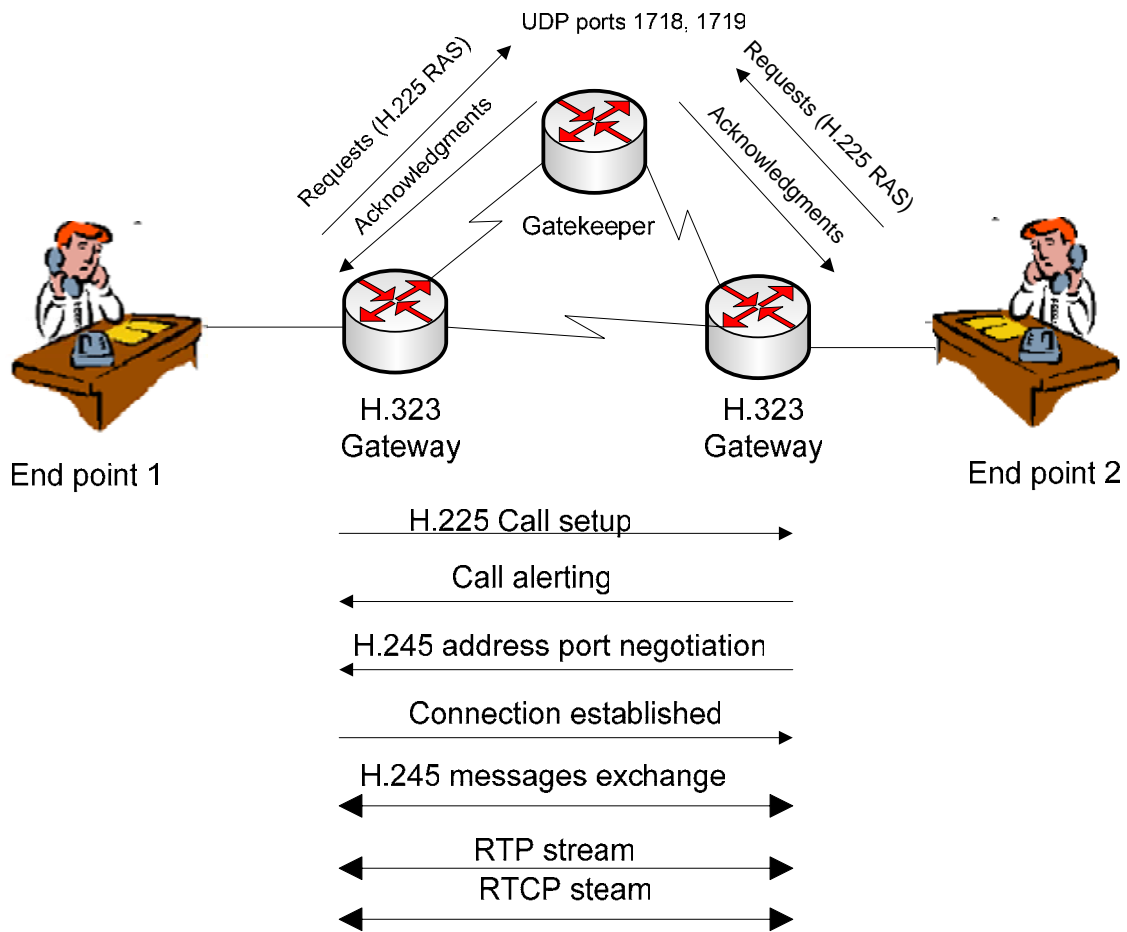 UDP ports 1718, 1719
Requests (H.225 RAS)
Acknowledgments
Requests (H.225 RAS)
Acknowledgments
Gatekeeper
H.323
Gateway
H.323
Gateway
End point 1
End point 2
H.225 Call setup
Call alerting
H.245 address port negotiation
Connection established
H.245 messages exchange
RTP stream
RTCP steam